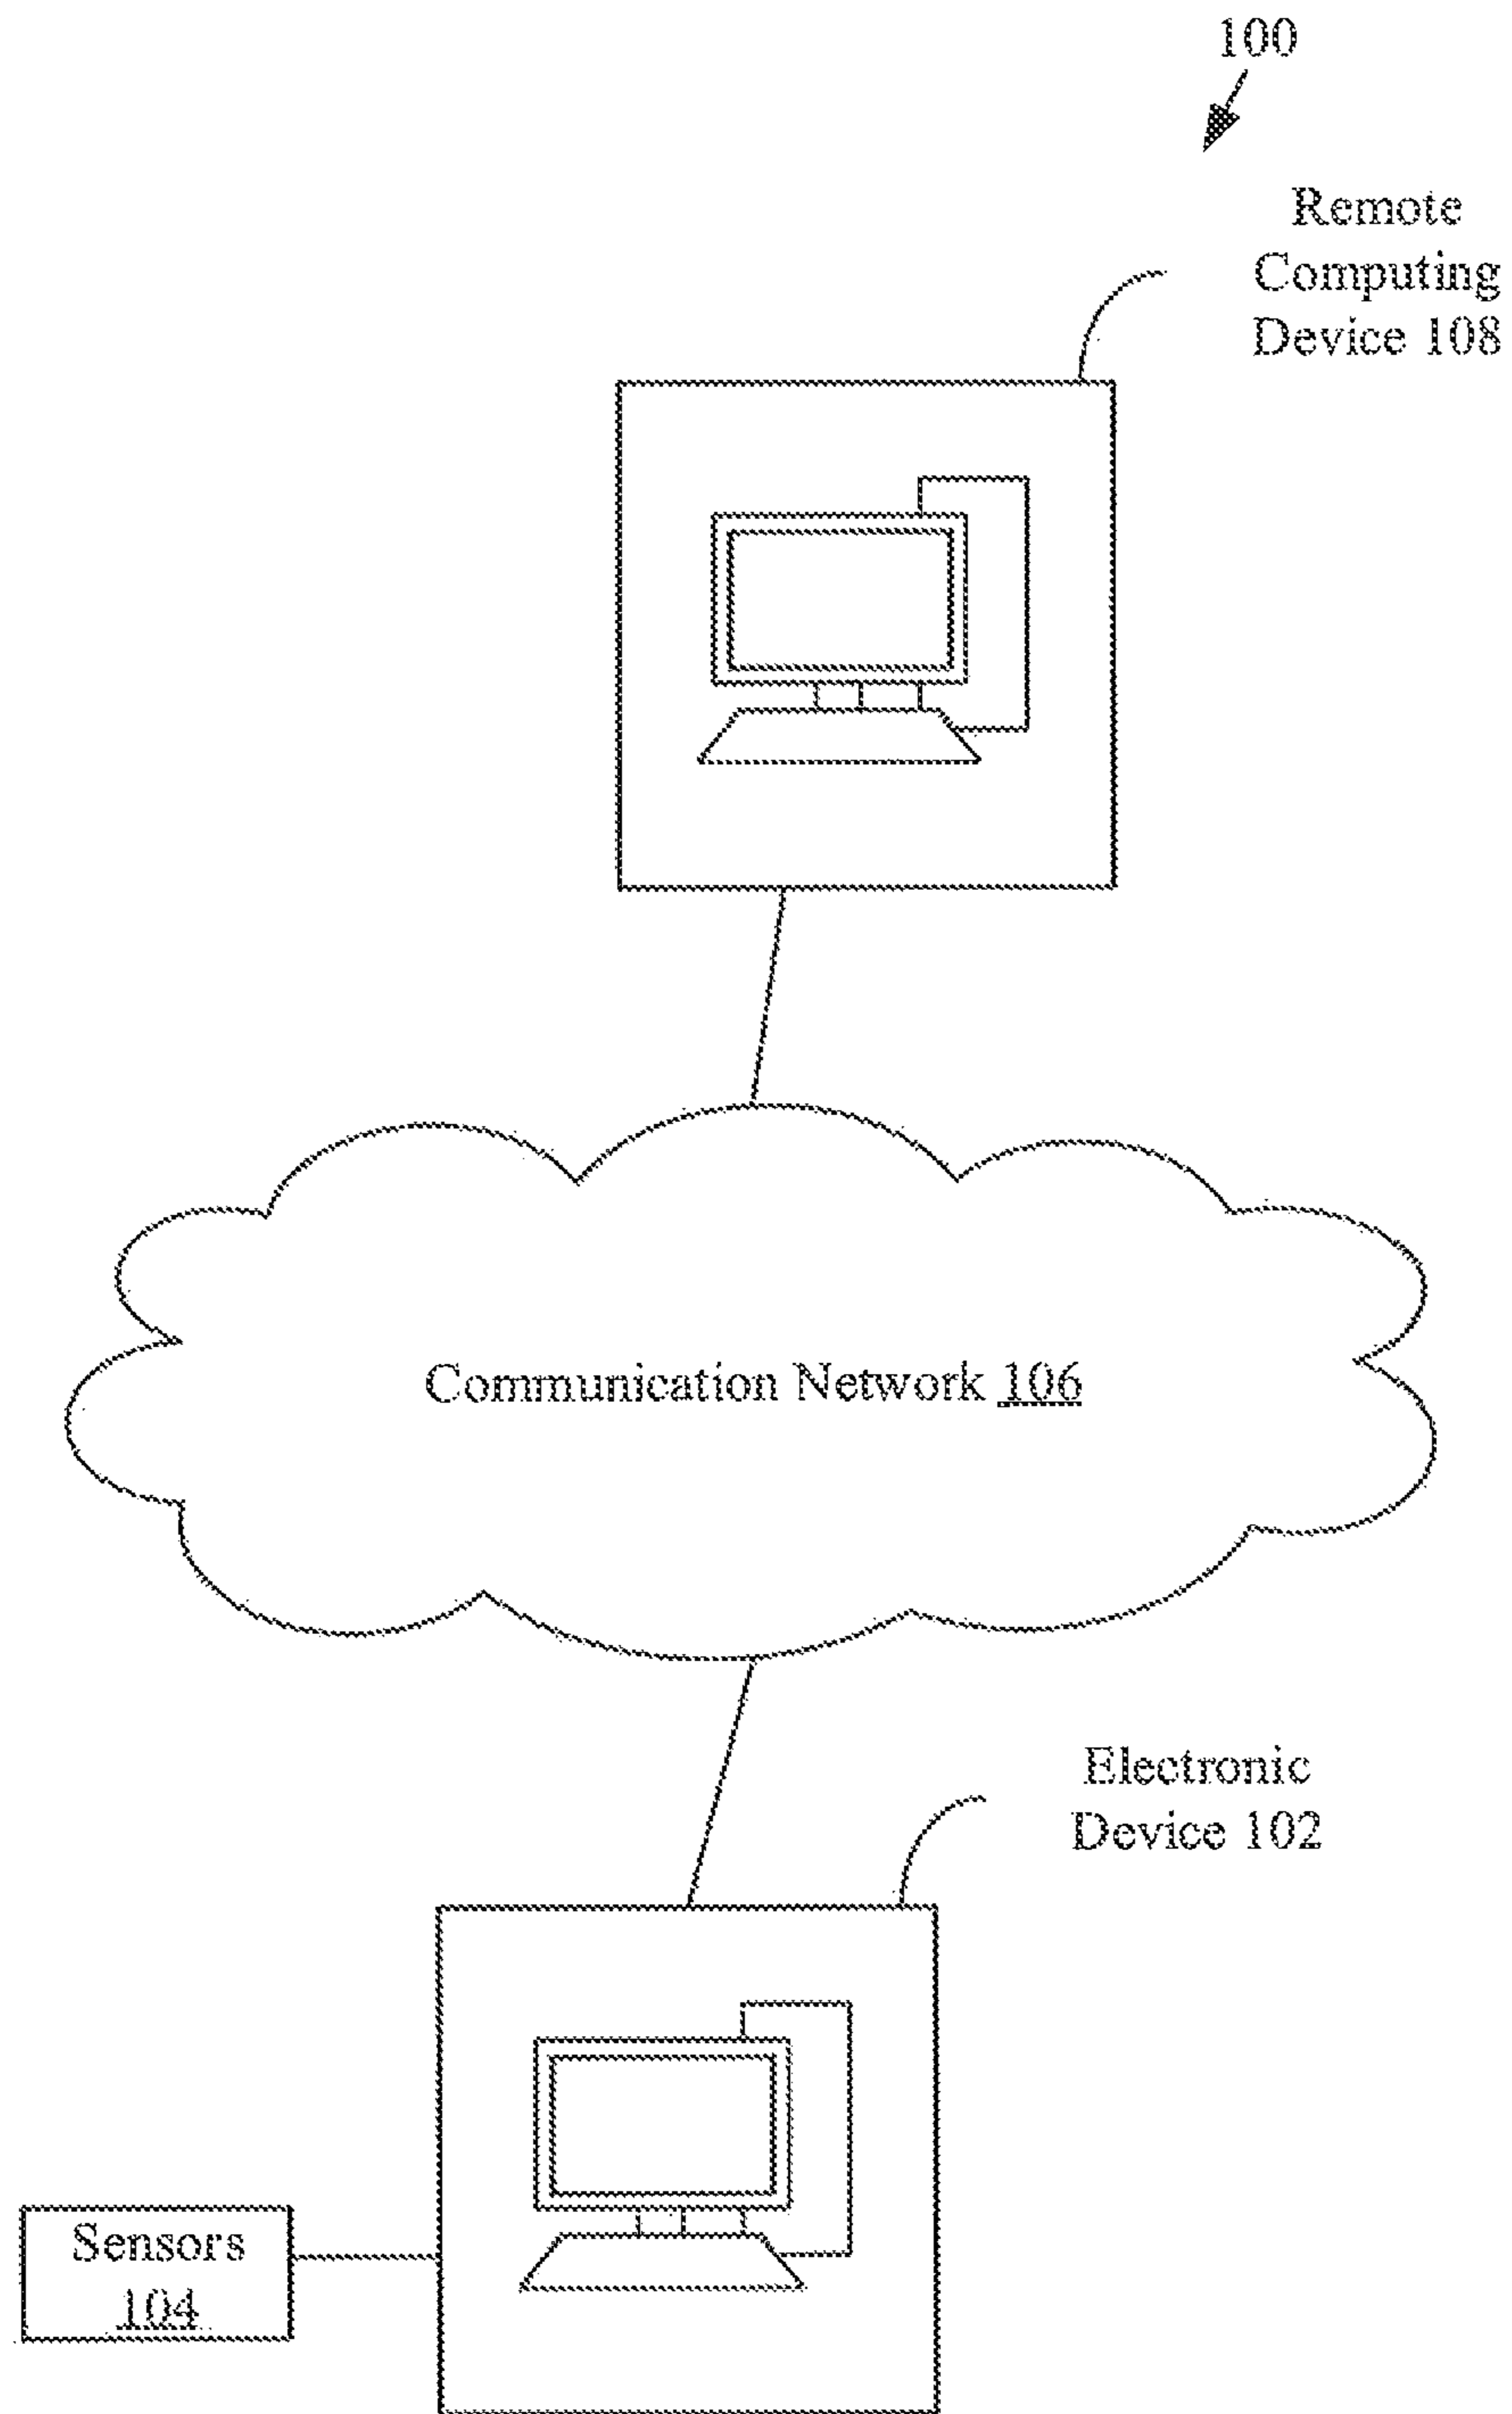 100
Remote
Computing
Device 108
Communication Network 106
Electronic
Device 102
Sensors
104